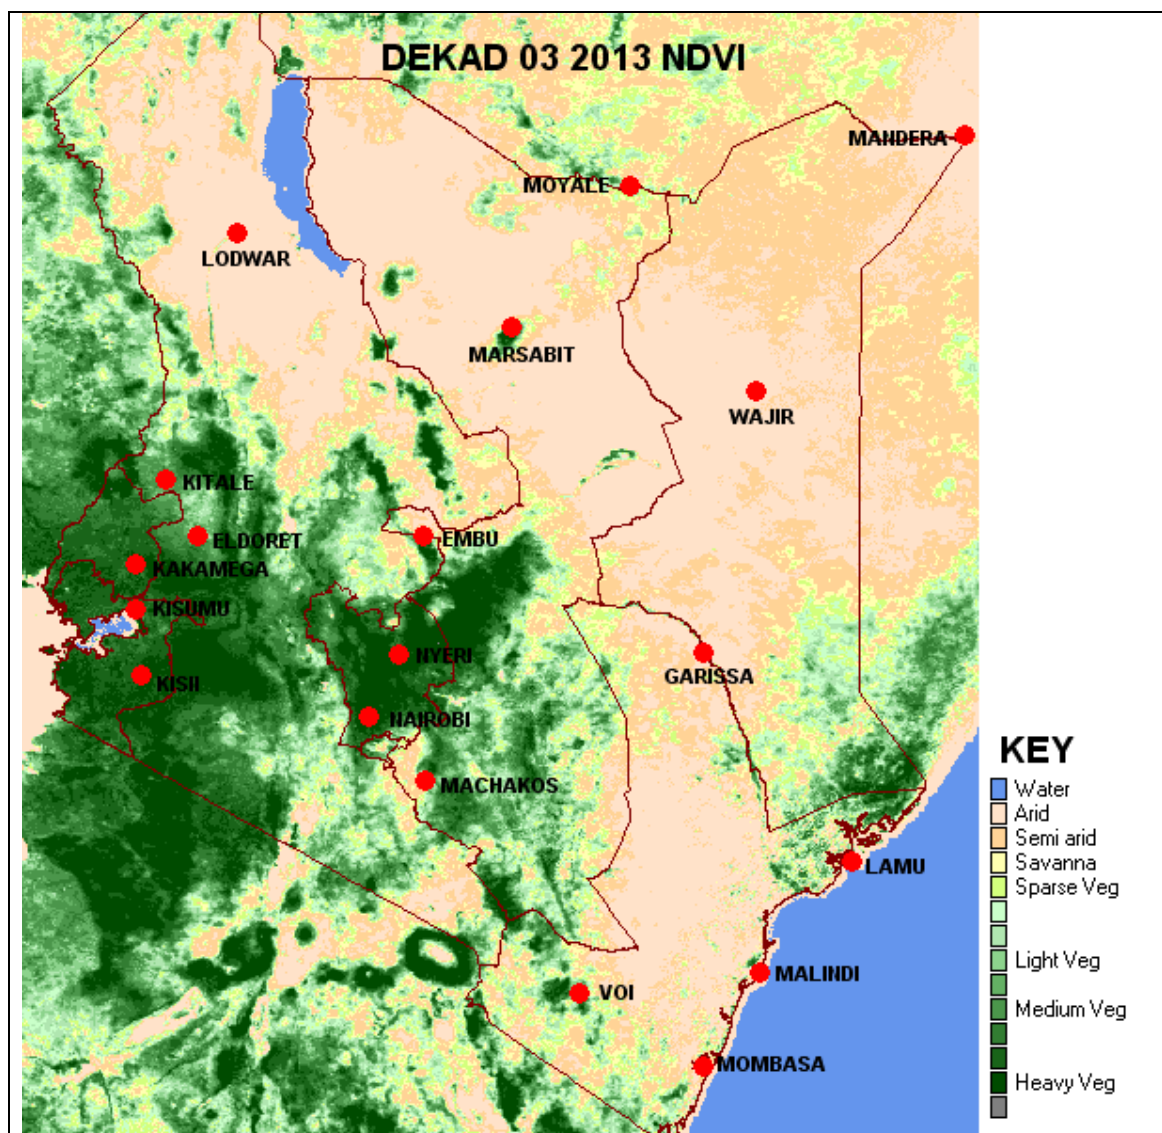 DEKAD 03 2013 NDVI
MANDERA
MOYALE
LODWAR
MARSABIT
WAJIR
KITALE
ELDORET
EMBU
KAKAMEGA
KISUMU
NYERI
GARISSA
KISII
NAIROBI
MACHAKOS
LAMU
MALINDI
VOI
MOMBASA
KEY
Water
Arid
Semi arid
Savanna
Sparse Veg
Light Veg
Medium Veg
Heavy Veg